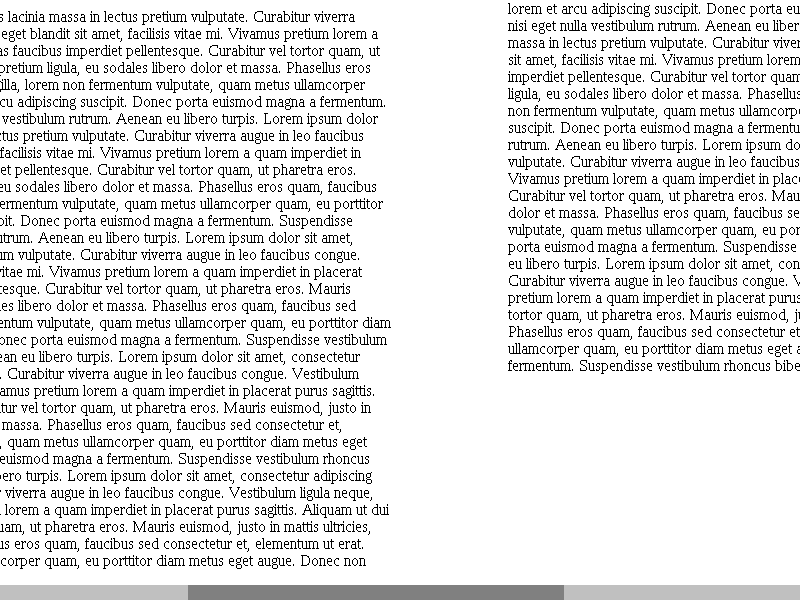 s lacinia massa in lectus pretium vulputate. Curabitur viverra
eget blandit sit amet, facilisis vitae mi. Vivamus pretium lorem a
as faucibus imperdiet pellentesque. Curabitur vel tortor quam, ut
pretium ligula, eu sodales libero dolor et massa. Phasellus eros
gilla, lorem non fermentum vulputate, quam metus ullamcorper
cu adipiscing suscipit. Donec porta euismod magna a fermentum.
vestibulum rutrum. Aenean eu libero turpis. Lorem ipsum dolor
ctus pretium vulputate. Curabitur viverra augue in leo faucibus
facilisis vitae mi. Vivamus pretium lorem a quam imperdiet in
et pellentesque. Curabitur vel tortor quam, ut pharetra eros.
eu sodales libero dolor et massa. Phasellus eros quam, faucibus
ermentum vulputate, quam metus ullamcorper quam, eu porttitor
pit. Donec porta euismod magna a fermentum. Suspendisse
utrum. Aenean eu libero turpis. Lorem ipsum dolor sit amet,
um vulputate. Curabitur viverra augue in leo faucibus congue.
vitae mi. Vivamus pretium lorem a quam imperdiet in placerat
tesque. Curabitur vel tortor quam, ut pharetra eros. Mauris
es libero dolor et massa. Phasellus eros quam, faucibus sed
entum vulputate, quam metus ullamcorper quam, eu porttitor diam
onec porta euismod magna a fermentum. Suspendisse vestibulum
ean eu libero turpis. Lorem ipsum dolor sit amet, consectetur
. Curabitur viverra augue in leo faucibus congue. Vestibulum
amus pretium lorem a quam imperdiet in placerat purus sagittis.
tur vel tortor quam, ut pharetra eros. Mauris euismod, justo in
massa. Phasellus eros quam, faucibus sed consectetur et,
, quam metus ullamcorper quam, eu porttitor diam metus eget
euismod magna a fermentum. Suspendisse vestibulum rhoncus
bero turpis. Lorem ipsum dolor sit amet, consectetur adipiscing
r viverra augue in leo faucibus congue. Vestibulum ligula neque,
lorem a quam imperdiet in placerat purus sagittis. Aliquam ut dui
uam, ut pharetra eros. Mauris euismod, justo in mattis ultricies,
us eros quam, faucibus sed consectetur et, elementum ut erat.
corper quam, eu porttitor diam metus eget augue. Donec non
lorem et arcu adipiscing suscipit. Donec porta eu
nisi eget nulla vestibulum rutrum. Aenean eu liber
massa in lectus pretium vulputate. Curabitur viver
sit amet, facilisis vitae mi. Vivamus pretium lorem
imperdiet pellentesque. Curabitur vel tortor quam
ligula, eu sodales libero dolor et massa. Phasellus
non fermentum vulputate, quam metus ullamcorp
suscipit. Donec porta euismod magna a fermentu
rutrum. Aenean eu libero turpis. Lorem ipsum do
vulputate. Curabitur viverra augue in leo faucibus
Vivamus pretium lorem a quam imperdiet in plac
Curabitur vel tortor quam, ut pharetra eros. Mau
dolor et massa. Phasellus eros quam, faucibus se
vulputate, quam metus ullamcorper quam, eu por
porta euismod magna a fermentum. Suspendisse
eu libero turpis. Lorem ipsum dolor sit amet, con
Curabitur viverra augue in leo faucibus congue. V
pretium lorem a quam imperdiet in placerat purus
tortor quam, ut pharetra eros. Mauris euismod, ju
Phasellus eros quam, faucibus sed consectetur et
ullamcorper quam, eu porttitor diam metus eget a
fermentum. Suspendisse vestibulum rhoncus bibe